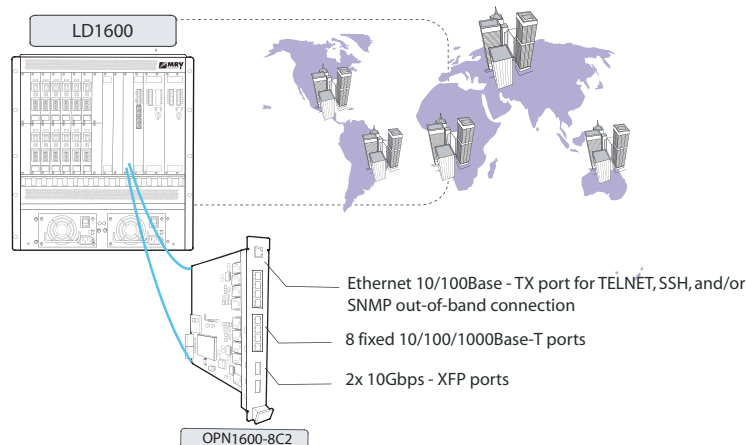 LD1600
MRV
Ethernet 10/100Base - TX port for TELNET, SSH, and/or
SNMP out-of-band connection
8 fixed 10/100/1000Base-T ports
2x 10Gbps - XFP ports
OPN1600-8C2